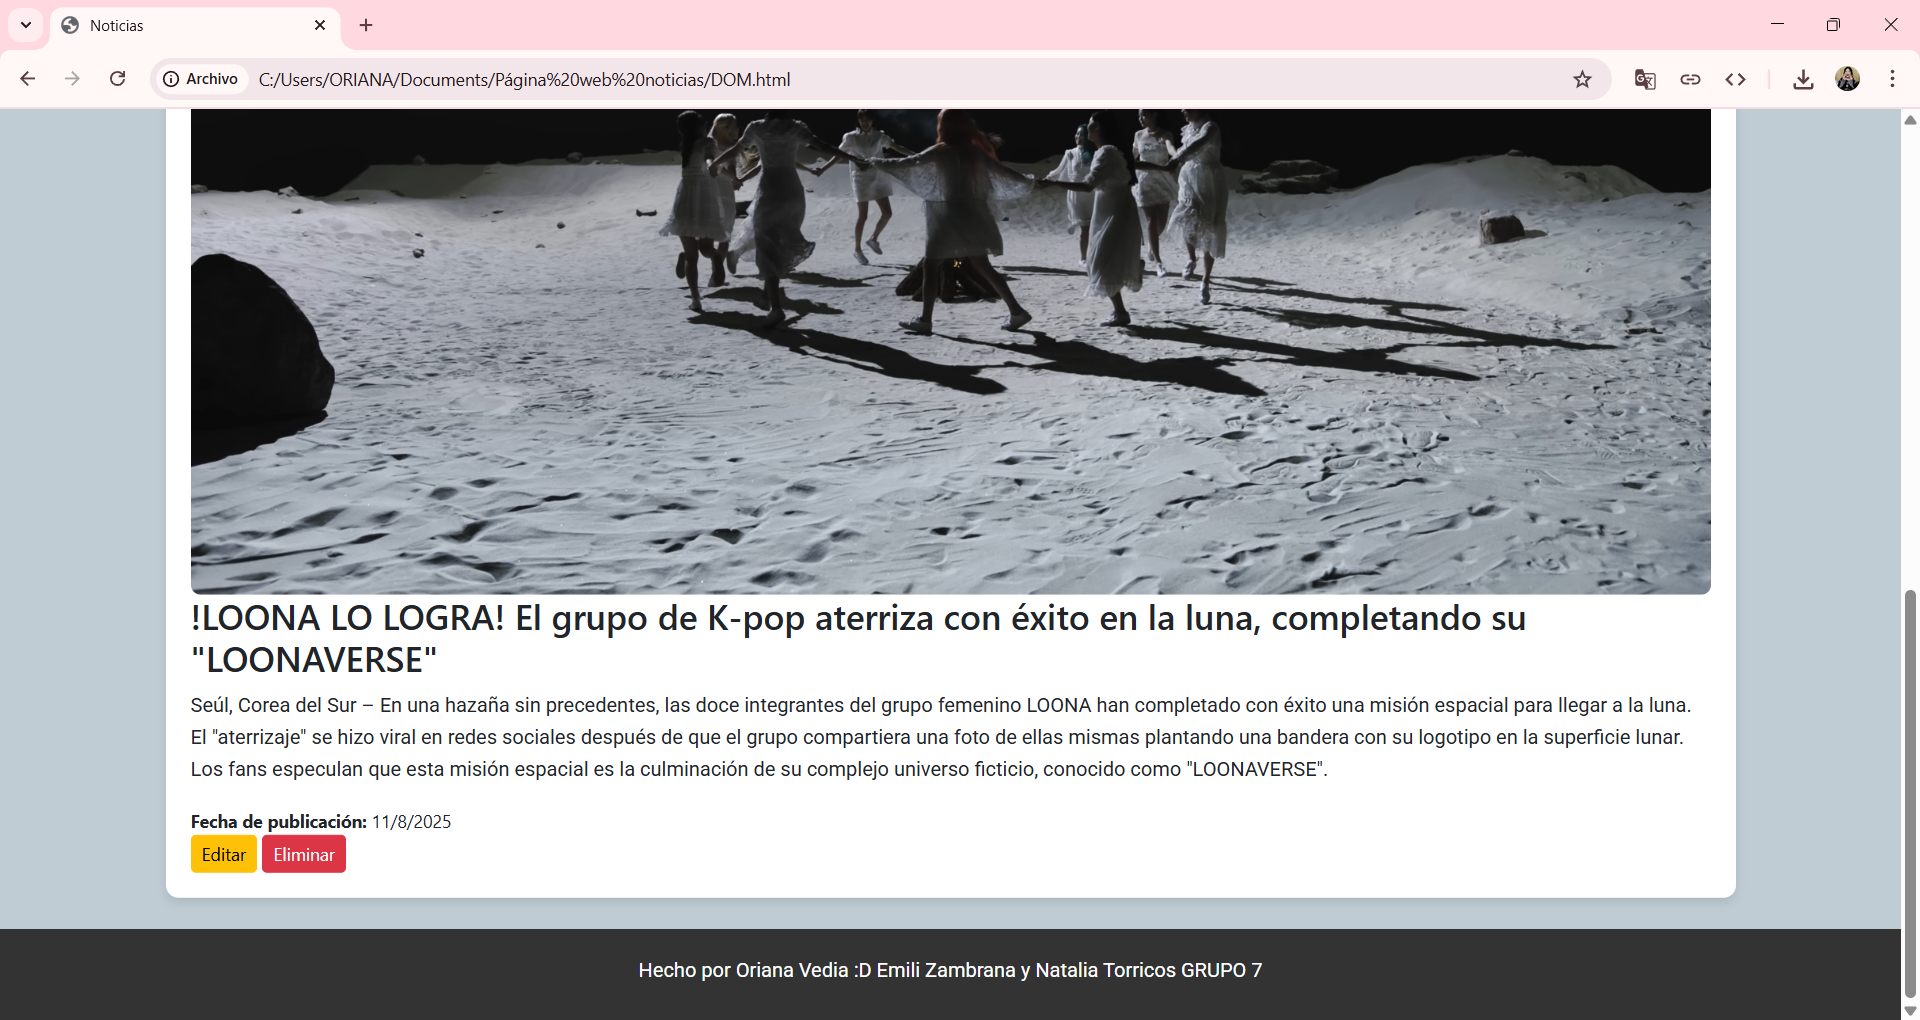 Noticias
Archivo
C:/Users/ORIANA/Documents/Página%20web%20noticias/DOM.html
!LOONA LO LOGRA! El grupo de K-pop aterriza con éxito en la luna, completando su
"LOONAVERSE"
Seúl, Corea del Sur – En una hazaña sin precedentes, las doce integrantes del grupo femenino LOONA han completado con éxito una misión espacial para llegar a la luna.
El "aterrizaje" se hizo viral en redes sociales después de que el grupo compartiera una foto de ellas mismas plantando una bandera con su logotipo en la superficie lunar.
Los fans especulan que esta misión espacial es la culminación de su complejo universo ficticio, conocido como "LOONAVERSE".
Fecha de publicación: 11/8/2025
Editar
Eliminar
Hecho por Oriana Vedia :D Emili Zambrana y Natalia Torricos GRUPO 7